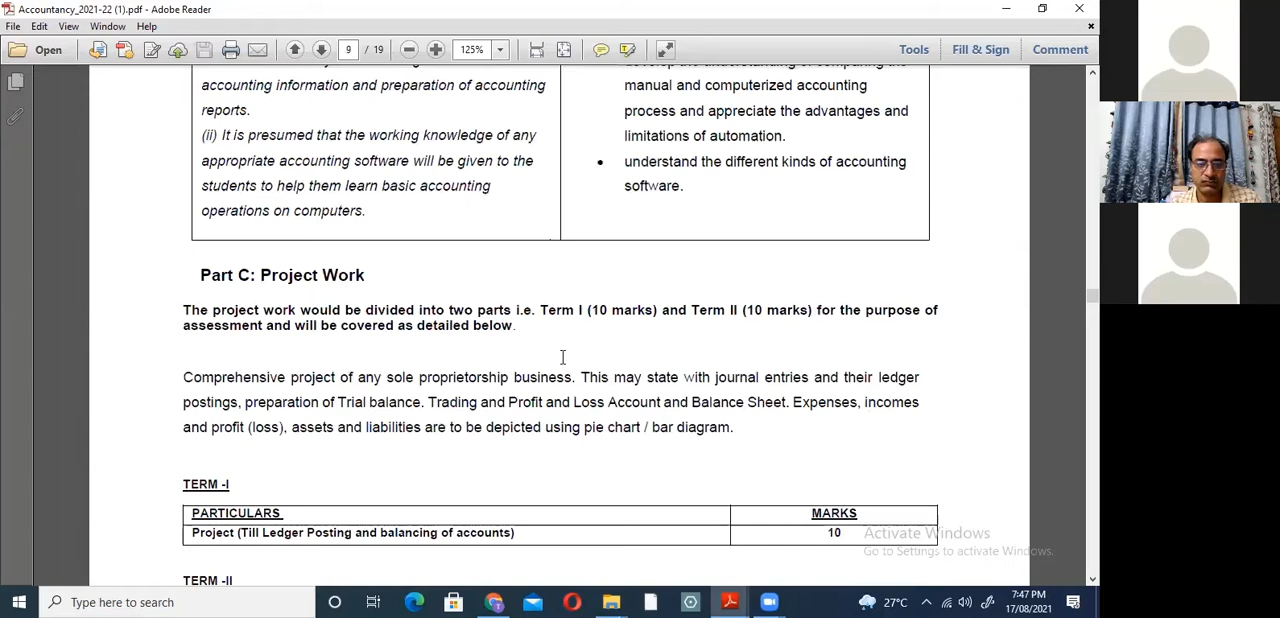 Accountancy_2021-22 (1).pdf - Adobe Reader
File Edit View Window Help
Open 9 / 19 125% Tools Fill & Sign Comment
accounting information and preparation of accounting
reports.
(ii) It is presumed that the working knowledge of any
appropriate accounting software will be given to the
students to help them learn basic accounting
operations on computers.
develop the understanding of comparing the
manual and computerized accounting
process and appreciate the advantages and
limitations of automation.
• understand the different kinds of accounting
software.
Part C: Project Work
The project work would be divided into two parts i.e. Term I (10 marks) and Term II (10 marks) for the purpose of
assessment and will be covered as detailed below.
Comprehensive project of any sole proprietorship business. This may state with journal entries and their ledger
postings, preparation of Trial balance. Trading and Profit and Loss Account and Balance Sheet. Expenses, incomes
and profit (loss), assets and liabilities are to be depicted using pie chart / bar diagram.
TERM -I
PARTICULARS MARKS
Project (Till Ledger Posting and balancing of accounts) 10
Activate Windows
Go to Settings to activate Windows.
TERM -II
Type here to search 27°C 7:47 PM
17/08/2021